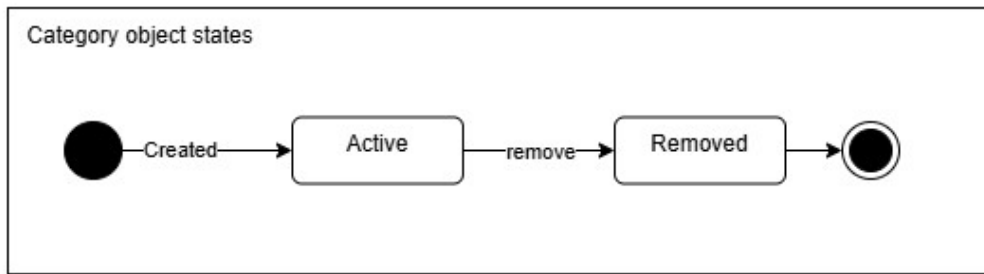 Category object states
Created
Active
remove
Removed